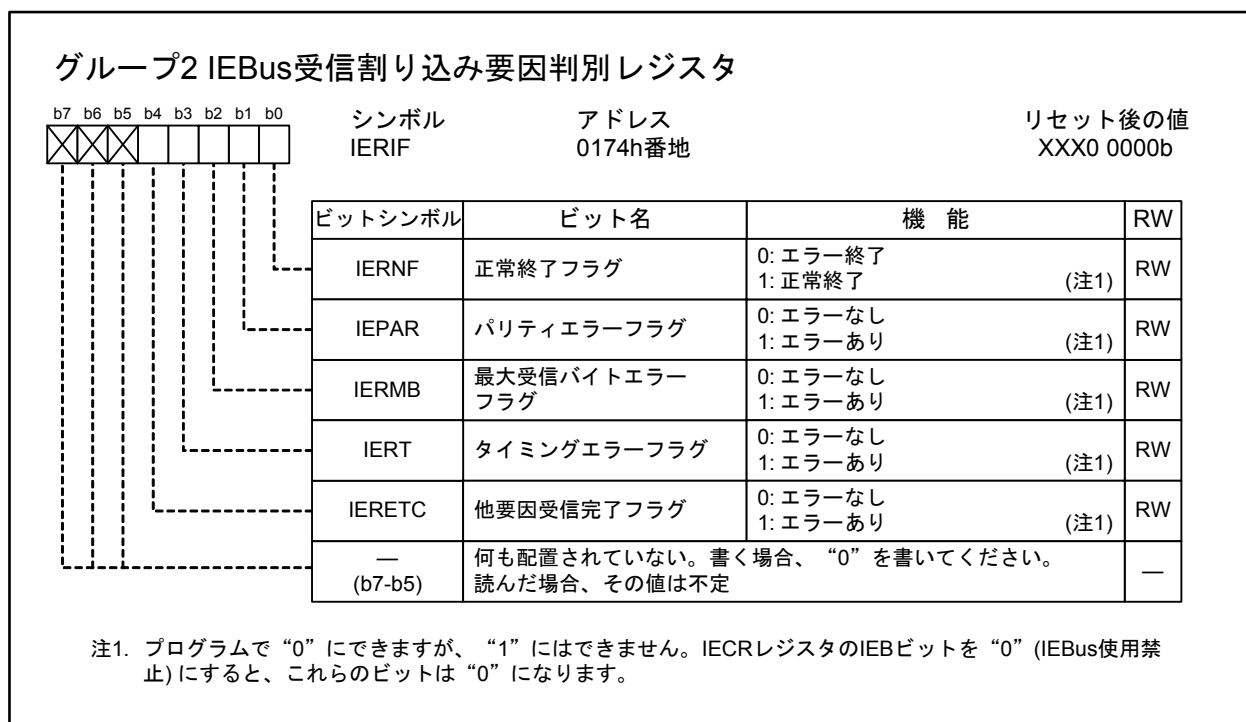 グループ2 IEBus受信割り込み要因判別レジスタ
b7 b6 b5 b4 b3 b2 b1 b0
シンボル アドレス リセット後の値
IERIF 0174h番地 XXX0 0000b
ビットシンボル ビット名 機 能 RW
IERNF 正常終了フラグ 0: エラー終了
1: 正常終了 (注1) RW
IEPAR パリティエラーフラグ 0: エラーなし
1: エラーあり (注1) RW
IERMB 最大受信バイトエラー
フラグ 0: エラーなし
1: エラーあり (注1) RW
IERT タイミングエラーフラグ 0: エラーなし
1: エラーあり (注1) RW
IERETC 他要因受信完了フラグ 0: エラーなし
1: エラーあり (注1) RW
—
(b7-b5) 何も配置されていない。書く場合、“0”を書いてください。
読んだ場合、その値は不定 —
注1. プログラムで“0”にできますが、“1”にはできません。IECRレジスタのIEBビットを“0”(IEBus使用禁
止) にすると、これらのビットは“0”になります。